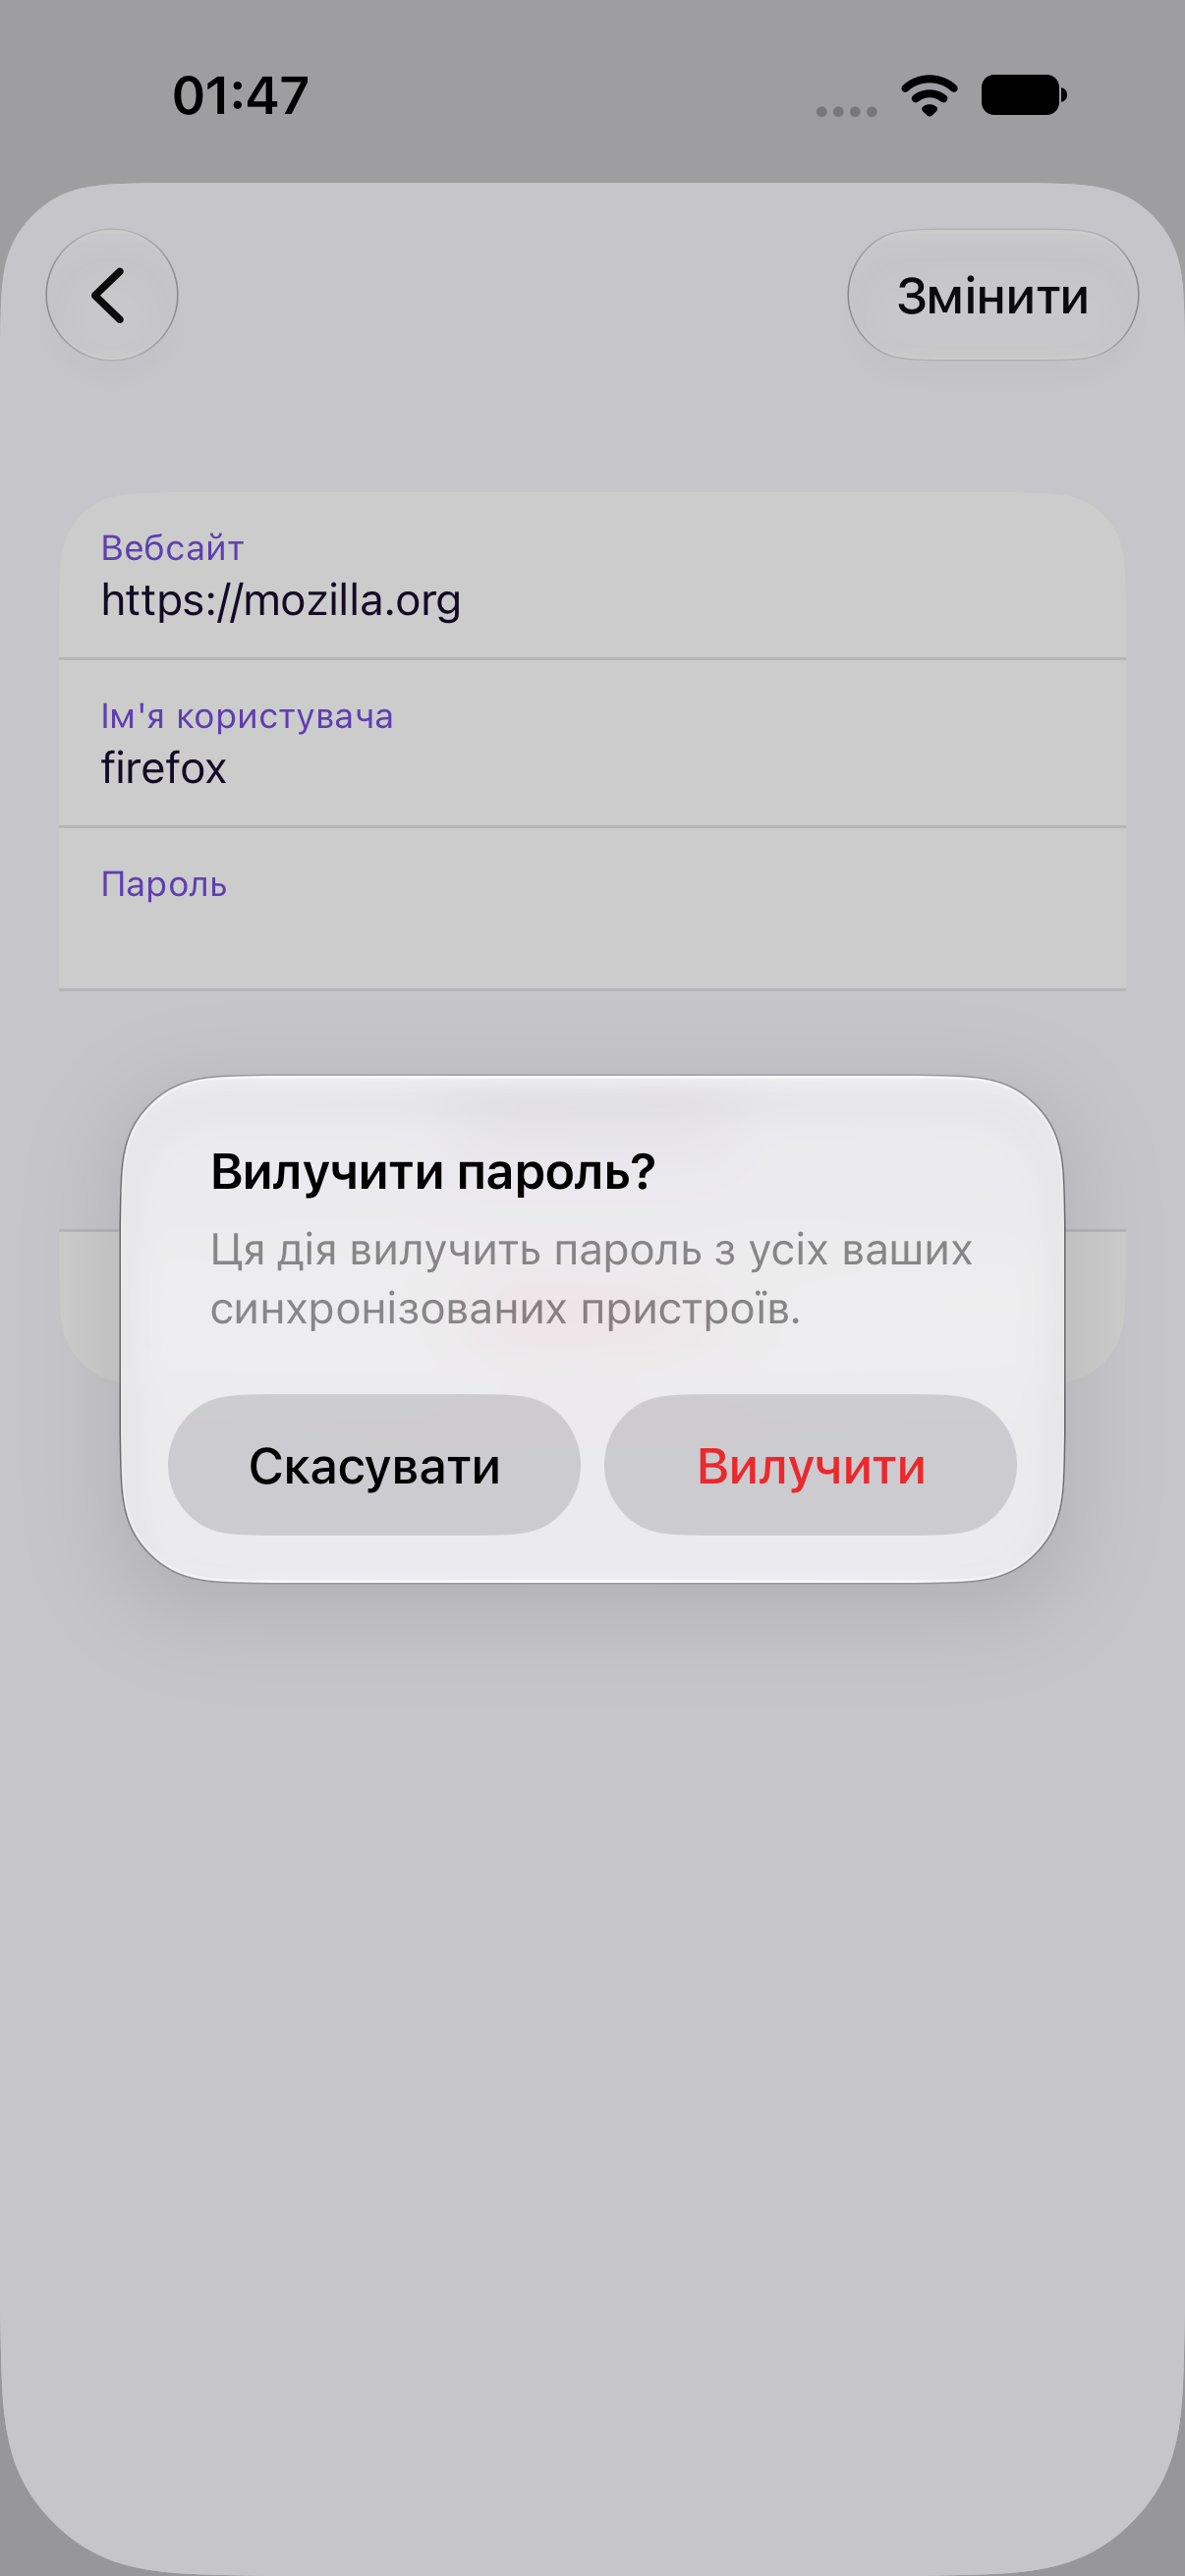 01:47
Змінити
Вебсайт
https://mozilla.org
Ім'я користувача
firefox
Пароль
Вилучити пароль?
Ця дія вилучить пароль з усіх ваших
синхронізованих пристроїв.
Скасувати
Вилучити